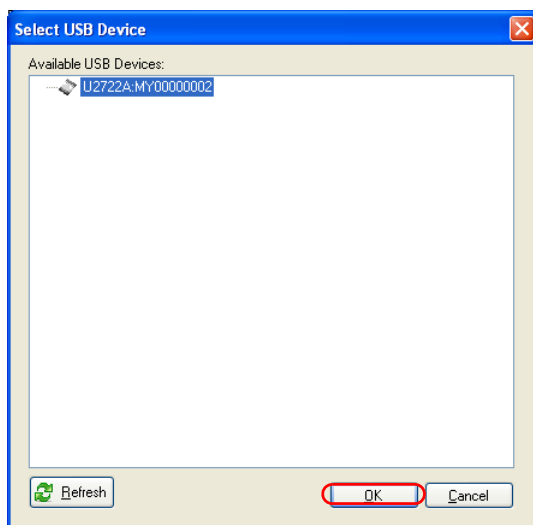 Select USB Device
Available USB Devices:
U2722A:MY00000002
Refresh
OK
Cancel